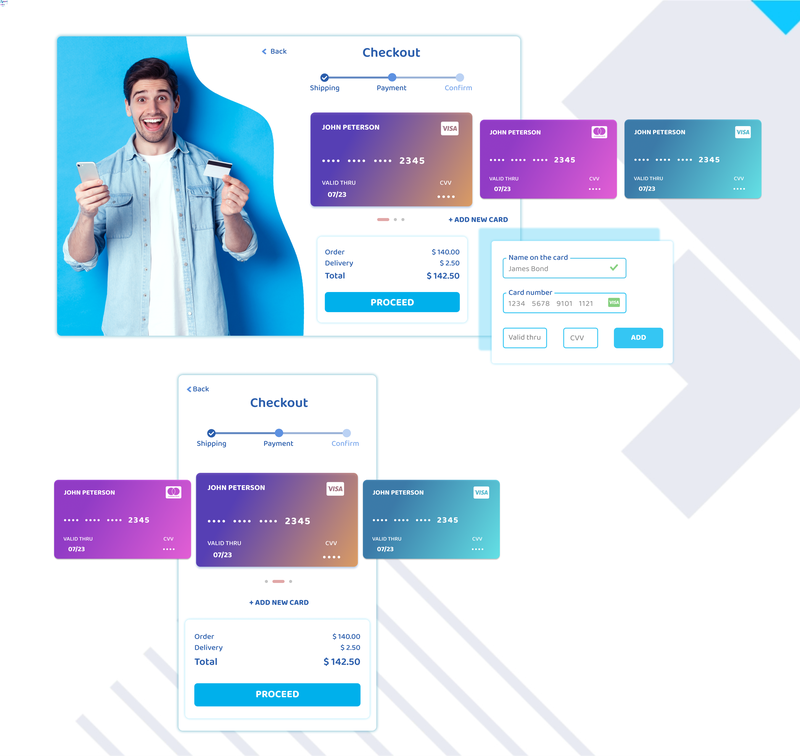 Back
Checkout
Shipping Payment Confirm
JOHN PETERSON VISA
•••• •••• •••• 2345
VALID THRU CVV
07/23 ••••
JOHN PETERSON
•••• •••• •••• 2345
VALID THRU CVV
07/23 ••••
JOHN PETERSON VISA
•••• •••• •••• 2345
VALID THRU CVV
07/23 ••••
+ ADD NEW CARD
Order $ 140.00
Delivery $ 2.50
Total $ 142.50
PROCEED
Name on the card
James Bond
Card number
1234 5678 9101 1121 VISA
Valid thru CVV ADD
Back
Checkout
Shipping Payment Confirm
JOHN PETERSON
•••• •••• •••• 2345
VALID THRU CVV
07/23 ••••
JOHN PETERSON VISA
•••• •••• •••• 2345
VALID THRU CVV
07/23 ••••
JOHN PETERSON VISA
•••• •••• •••• 2345
VALID THRU CVV
07/23 ••••
+ ADD NEW CARD
Order $ 140.00
Delivery $ 2.50
Total $ 142.50
PROCEED